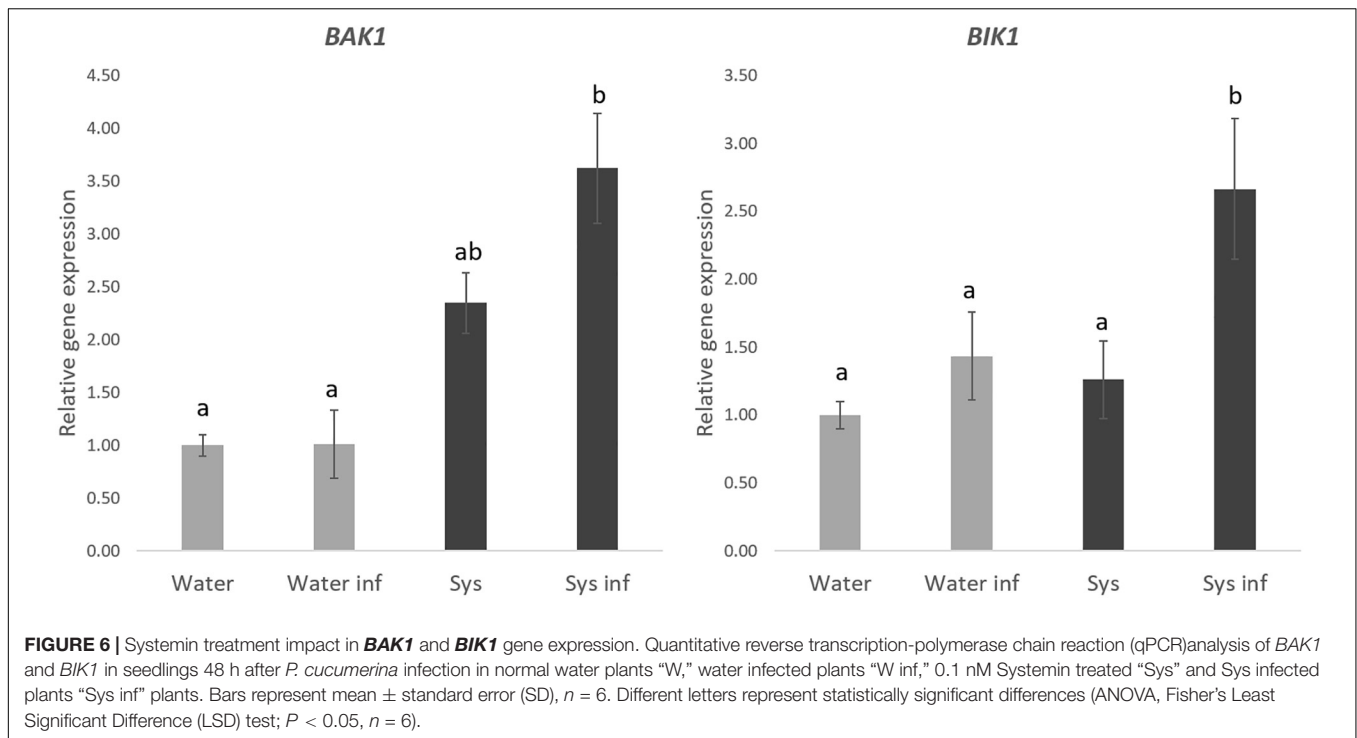 BAK1
4.50
4.00
3.50
3.00
2.50
2.00
1.50
1.00
0.50
0.00
Relative gene expression
a
a
ab
b
Water
Water inf
Sys
Sys inf
BIK1
3.50
3.00
2.50
2.00
1.50
1.00
0.50
0.00
Relative gene expression
a
a
a
b
Water
Water inf
Sys
Sys inf
FIGURE 6 | Systemin treatment impact in BAK1 and BIK1 gene expression. Quantitative reverse transcription-polymerase chain reaction (qPCR)analysis of BAK1
and BIK1 in seedlings 48 h after P. cucumerina infection in normal water plants “W,” water infected plants “W inf,” 0.1 nM Systemin treated “Sys” and Sys infected
plants “Sys inf” plants. Bars represent mean ± standard error (SD), n = 6. Different letters represent statistically significant differences (ANOVA, Fisher’s Least
Significant Difference (LSD) test; P < 0.05, n = 6).